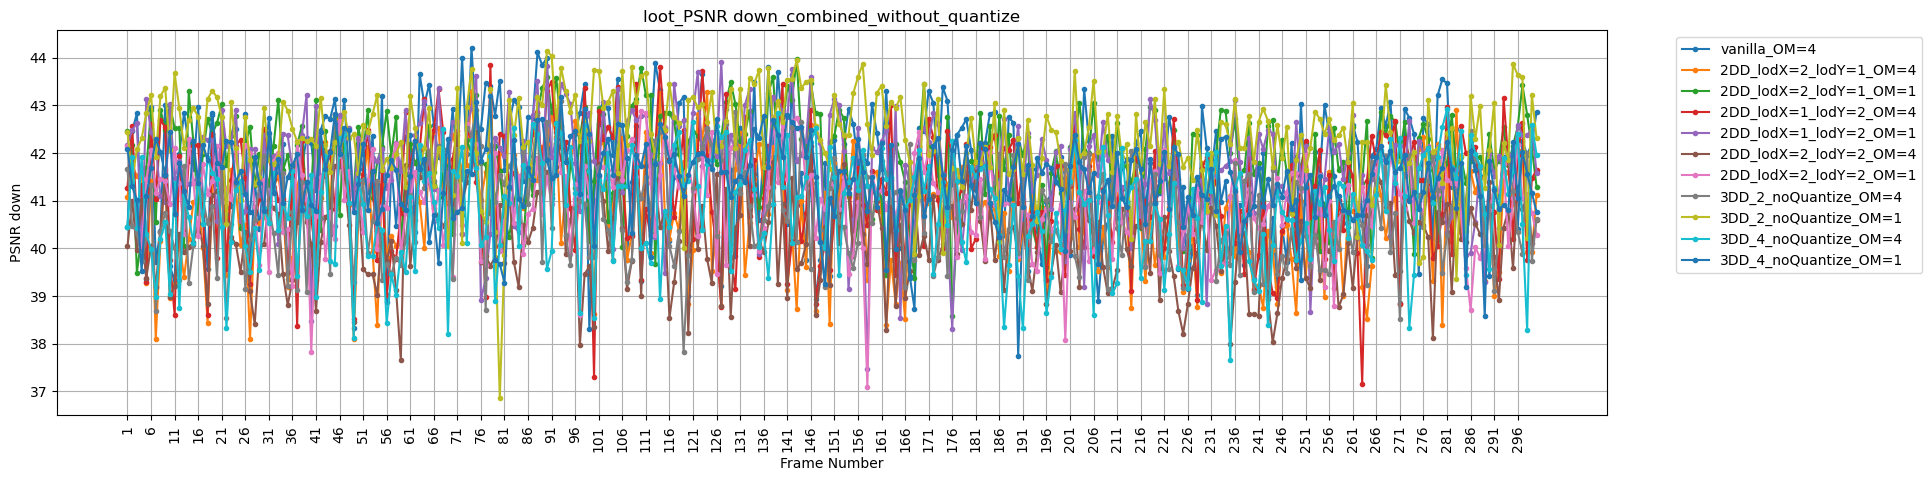 loot_PSNR down_combined_without_quantize
PSNR down
44
43
42
41
40
39
38
37
1 6 11 16 21 26 31 36 41 46 51 56 61 66 71 76 81 86 91 96 101 106 111 116 121 126 131 136 141 146 151 156 161 166 171 176 181 186 191 196 201 206 211 216 221 226 231 236 241 246 251 256 261 266 271 276 281 286 291 296
Frame Number
vanilla_OM=4
2DD_lodX=2_lodY=1_OM=4
2DD_lodX=2_lodY=1_OM=1
2DD_lodX=1_lodY=2_OM=4
2DD_lodX=1_lodY=2_OM=1
2DD_lodX=2_lodY=2_OM=4
2DD_lodX=2_lodY=2_OM=1
3DD_2_noQuantize_OM=4
3DD_2_noQuantize_OM=1
3DD_4_noQuantize_OM=4
3DD_4_noQuantize_OM=1